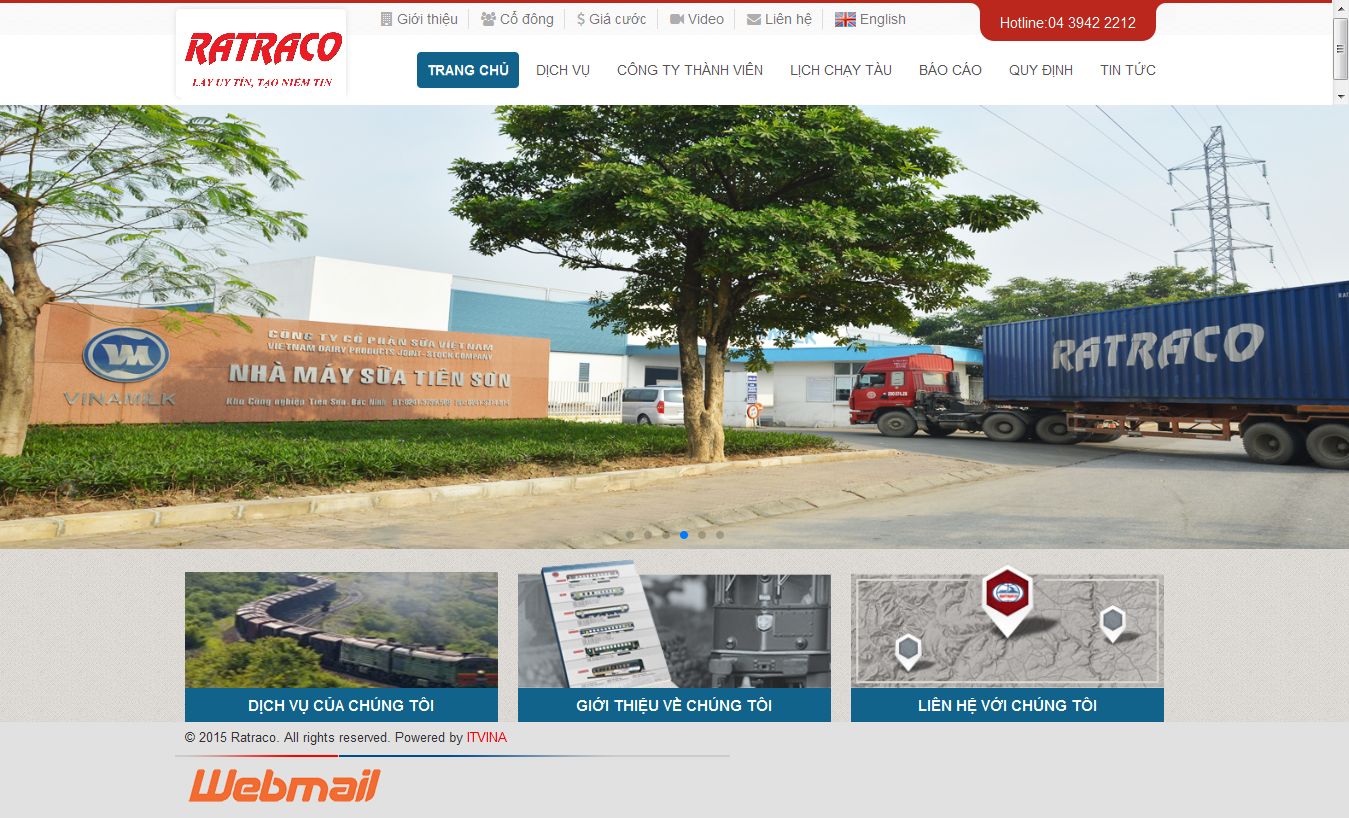 Giới thiệu Cổ đông Giá cước Video Liên hệ English
Hotline:04 3942 2212
RATRACO
LẤY UY TÍN, TẠO NIỀM TIN
TRANG CHỦ DỊCH VỤ CÔNG TY THÀNH VIÊN LỊCH CHẠY TÀU BÁO CÁO QUY ĐỊNH TIN TỨC
CÔNG TY CỔ PHẦN SỮA VIỆT NAM
VIETNAM DAIRY PRODUCTS JOINT-STOCK COMPANY
NHÀ MÁY SỮA TIÊN SƠN
VINAMILK
Khu Công nghiệp Tiên Sơn, Bắc Ninh
RATRACO
DỊCH VỤ CỦA CHÚNG TÔI
GIỚI THIỆU VỀ CHÚNG TÔI
LIÊN HỆ VỚI CHÚNG TÔI
© 2015 Ratraco. All rights reserved. Powered by ITVINA
Webmail